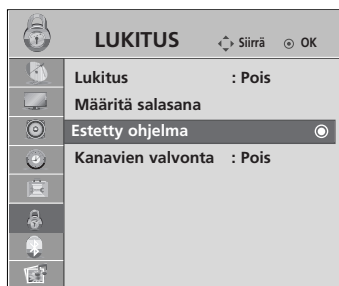 LUKITUS Siirrä OK
Lukitus : Pois
Määritä salasana
Estetty ohjelma
Kanavien valvonta : Pois